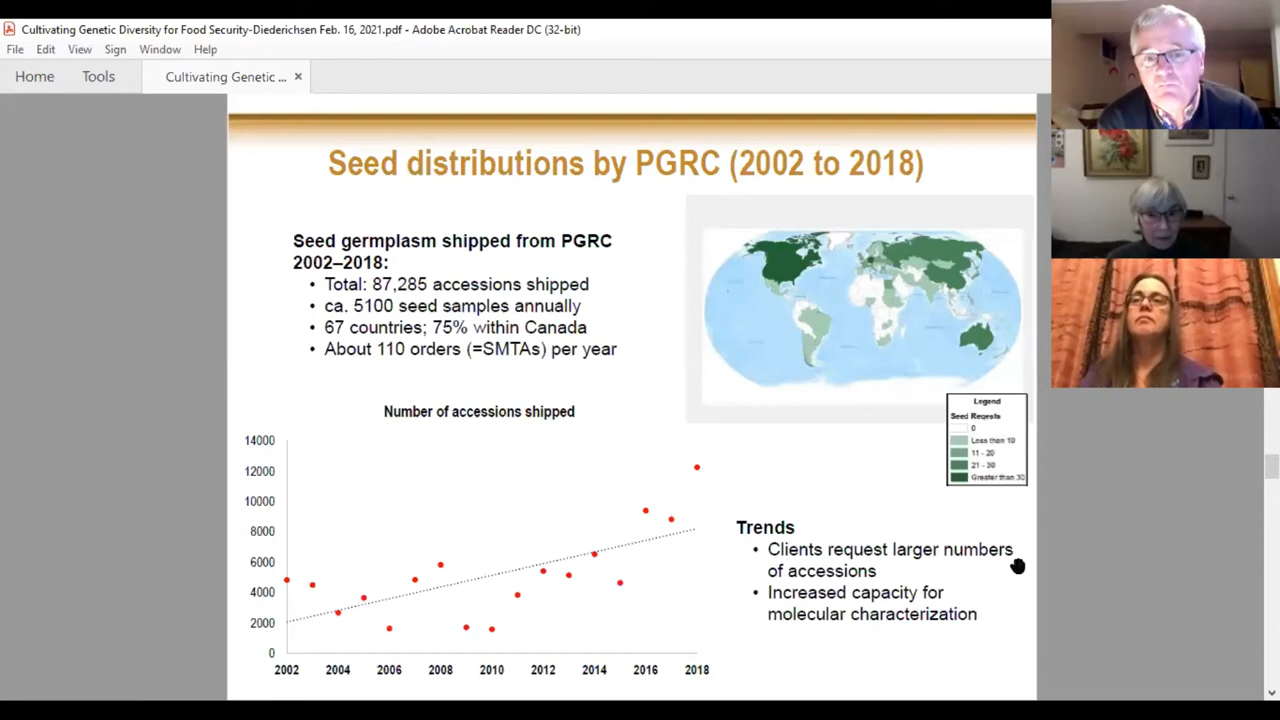 Cultivating Genetic Diversity for Food Security-Diederichsen Feb. 16, 2021.pdf - Adobe Acrobat Reader DC (32-bit)
File Edit View Sign Window Help
Home Tools Cultivating Genetic ... ×
Seed distributions by PGRC (2002 to 2018)
Seed germplasm shipped from PGRC
2002–2018:
• Total: 87,285 accessions shipped
• ca. 5100 seed samples annually
• 67 countries; 75% within Canada
• About 110 orders (=SMTAs) per year
Legend
Seed Reqests
0
Less than 10
11 - 20
21 - 30
Greater than 30
Number of accessions shipped
14000
12000
10000
8000
6000
4000
2000
0
2002 2004 2006 2008 2010 2012 2014 2016 2018
Trends
• Clients request larger numbers
of accessions
• Increased capacity for
molecular characterization